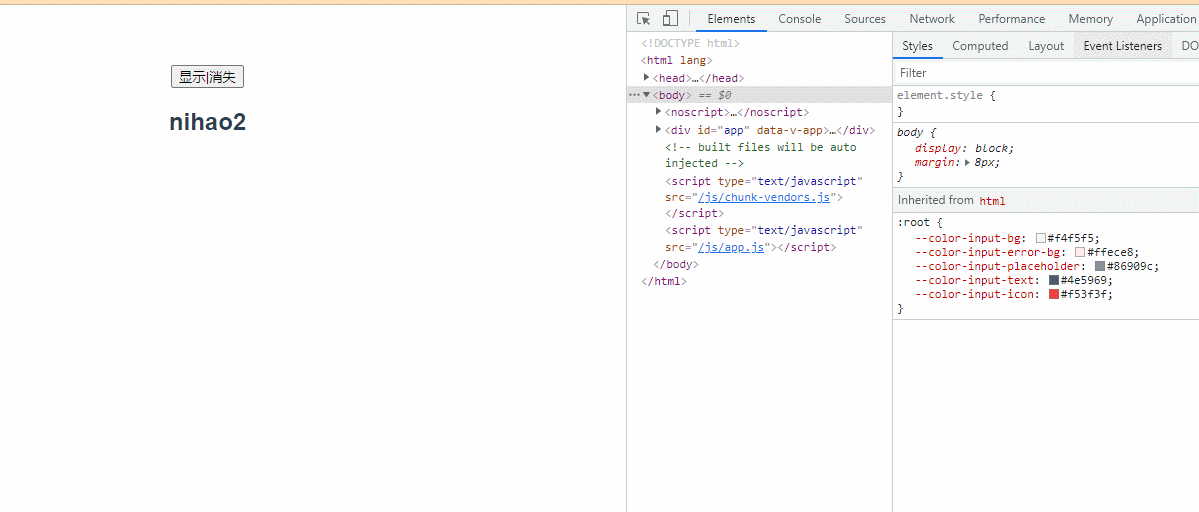 显示|消失
nihao2
Elements Console Sources Network Performance Memory Application
<!DOCTYPE html>
<html lang>
<head>…</head>
<body> == $0
<noscript>…</noscript>
<div id="app" data-v-app>…</div>
<!-- built files will be auto
injected -->
<script type="text/javascript"
src="/js/chunk-vendors.js">
</script>
<script type="text/javascript"
src="/js/app.js"></script>
</body>
</html>
Styles Computed Layout Event Listeners DO
Filter
element.style {
}
body {
display: block;
margin: 8px;
}
Inherited from html
:root {
--color-input-bg: #f4f5f5;
--color-input-error-bg: #ffece8;
--color-input-placeholder: #86909c;
--color-input-text: #4e5969;
--color-input-icon: #f53f3f;
}